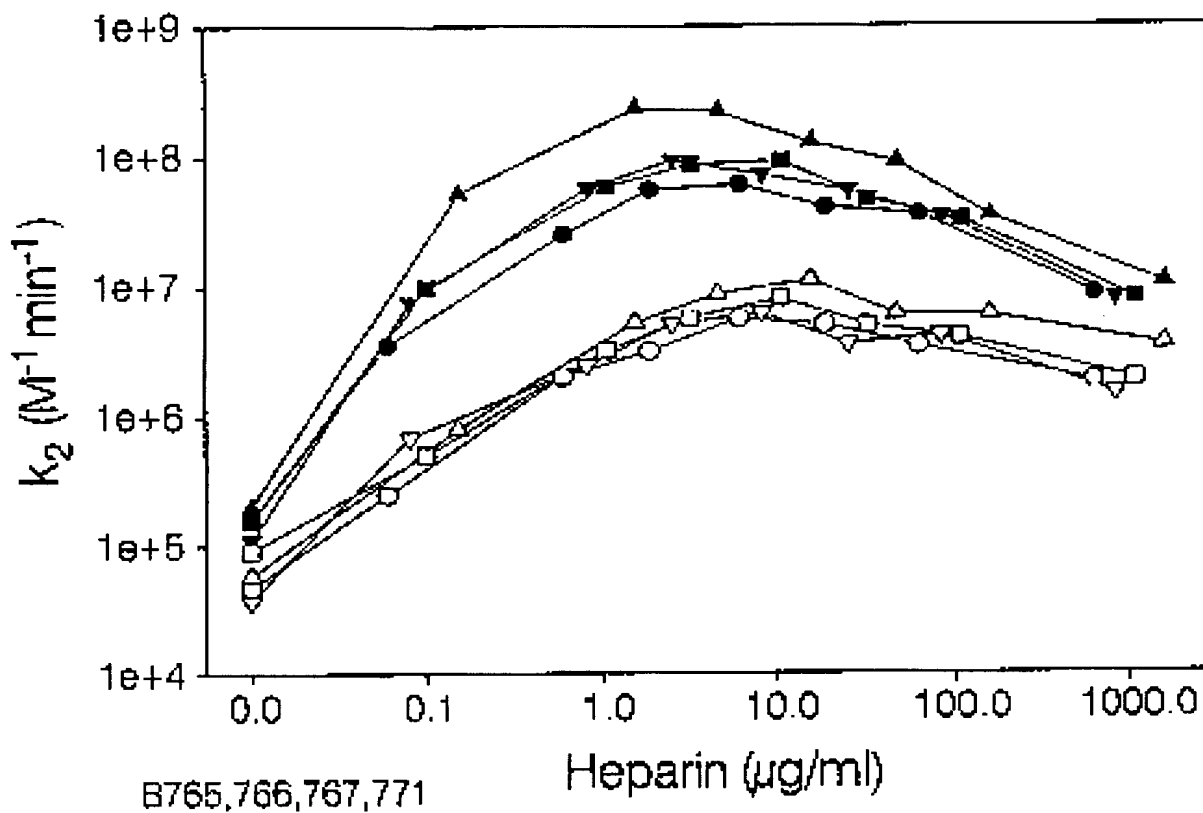 1e+9
1e+8
1e+7
1e+6
1e+5
1e+4
k₂ (M⁻¹ min⁻¹)
0.0 0.1 1.0 10.0 100.0 1000.0
Heparin (µg/ml)
B765,766,767,771